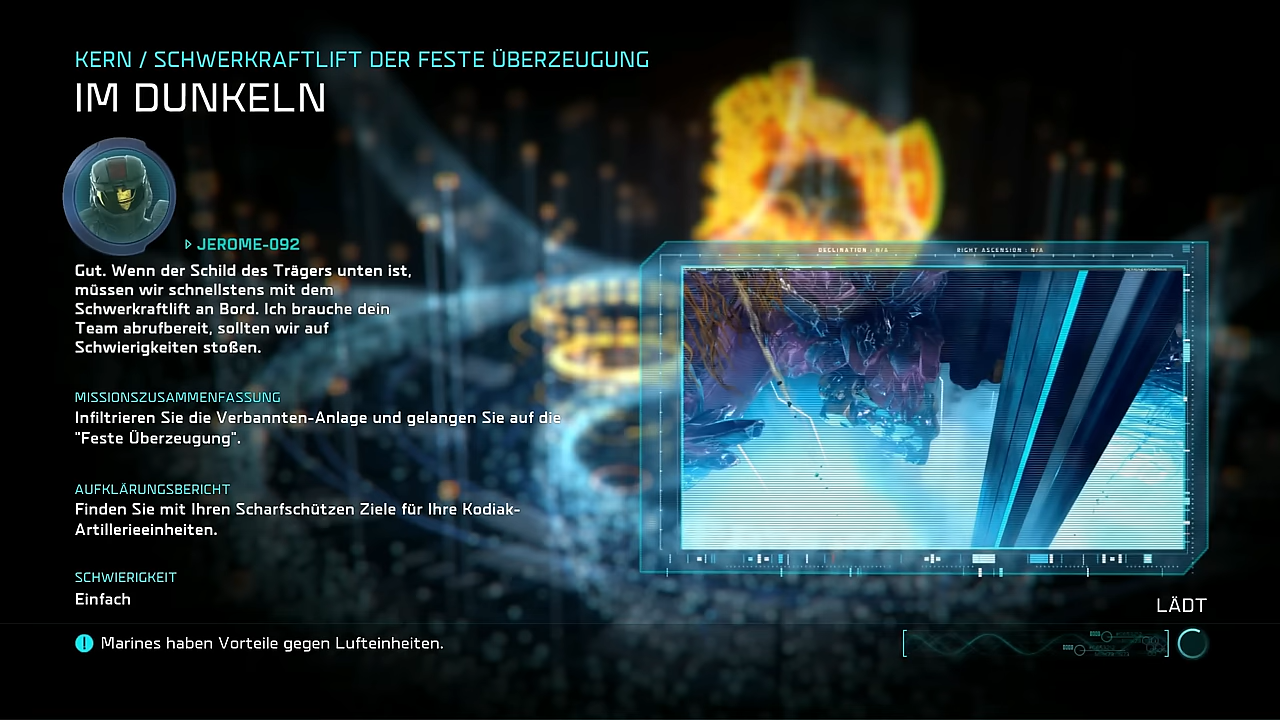 KERN / SCHWERKRAFTLIFT DER FESTE ÜBERZEUGUNG
IM DUNKELN
JEROME-092
Gut. Wenn der Schild des Trägers unten ist,
müssen wir schnellstens mit dem
Schwerkraftlift an Bord. Ich brauche dein
Team abrufbereit, sollten wir auf
Schwierigkeiten stoßen.
MISSIONSZUSAMMENFASSUNG
Infiltrieren Sie die Verbannten-Anlage und gelangen Sie auf die
"Feste Überzeugung".
AUFKLÄRUNGSBERICHT
Finden Sie mit Ihren Scharfschützen Ziele für Ihre Kodiak-
Artillerieeinheiten.
SCHWIERIGKEIT
Einfach
Marines haben Vorteile gegen Lufteinheiten.
DECLINATION : N/A
RIGHT ASCENSION : N/A
LÄDT